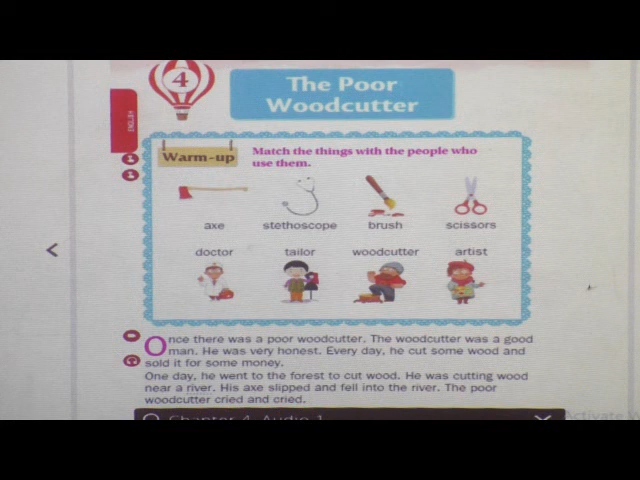 4
The Poor
Woodcutter
Warm-up
Match the things with the people who
use them.
axe stethoscope brush scissors
doctor tailor woodcutter artist
Once there was a poor woodcutter. The woodcutter was a good
man. He was very honest. Every day, he cut some wood and
sold it for some money.
One day, he went to the forest to cut wood. He was cutting wood
near a river. His axe slipped and fell into the river. The poor
woodcutter cried and cried.
Chapter 4 Audio 1
Activate